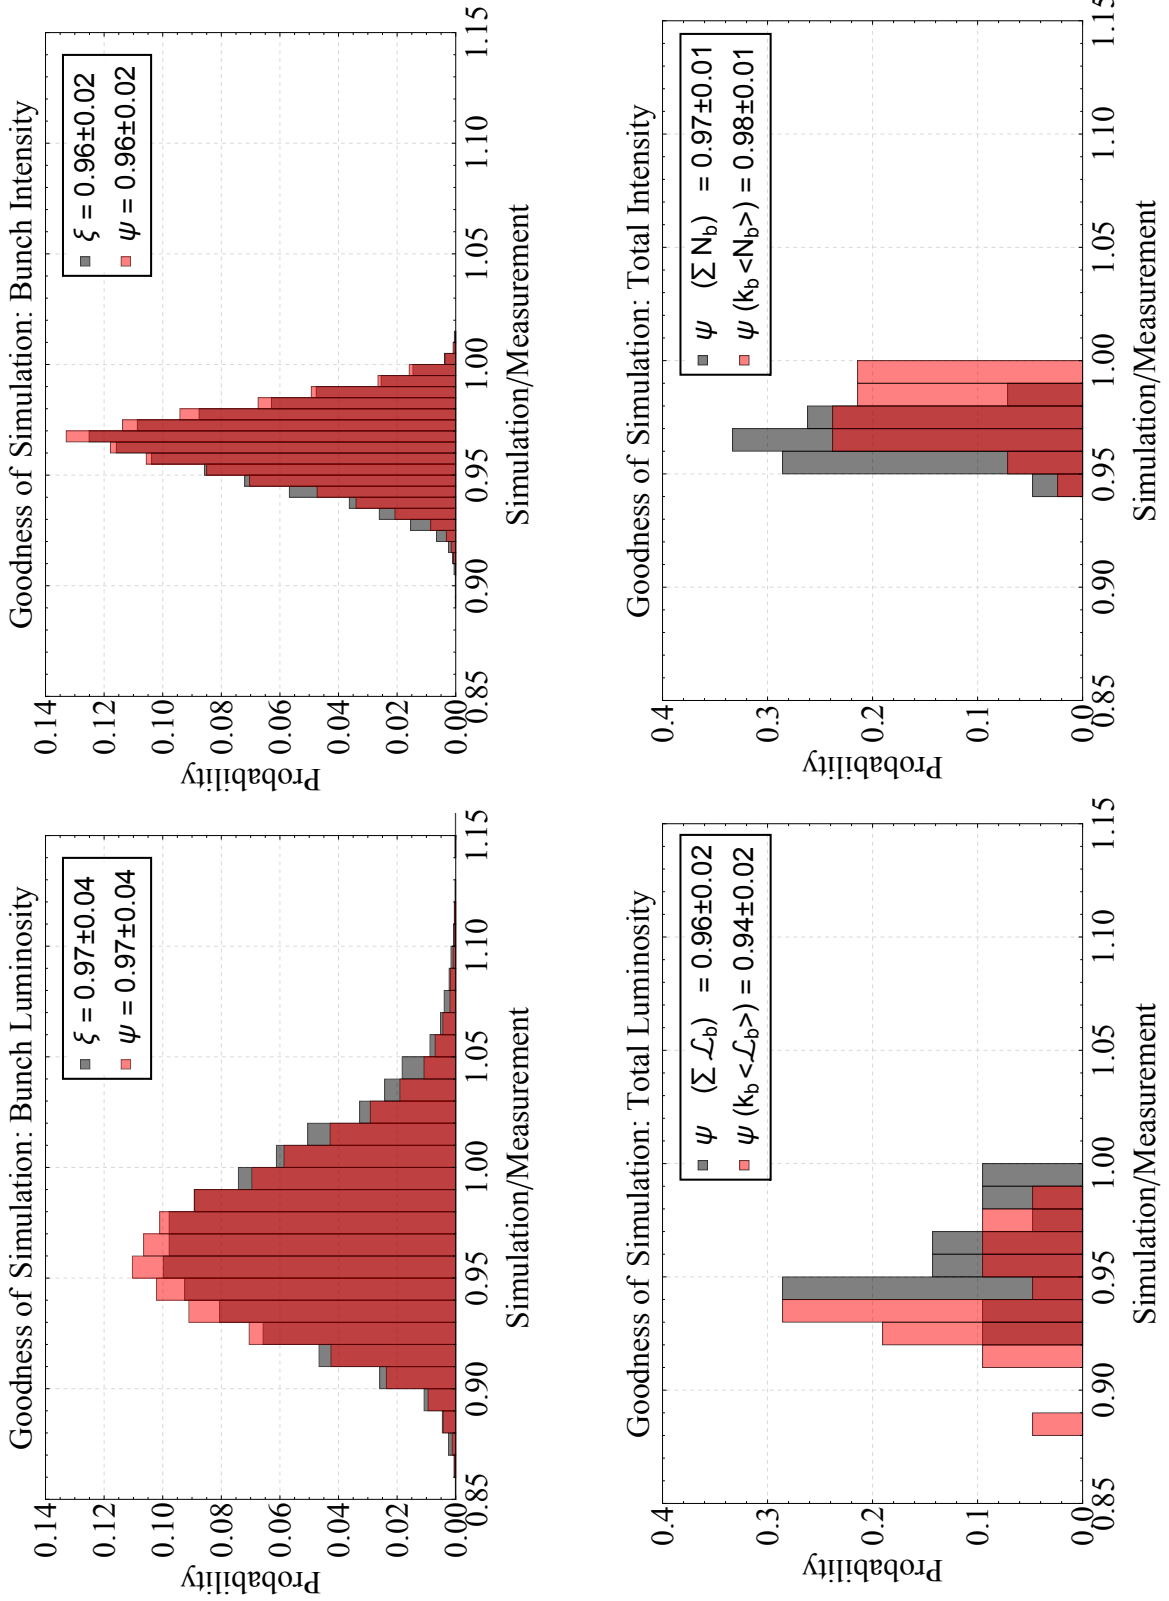 Goodness of Simulation: Bunch Luminosity
ξ = 0.97±0.04
ψ = 0.97±0.04
Probability
0.14
0.12
0.10
0.08
0.06
0.04
0.02
0.00
0.85
0.90
0.95
1.00
1.05
1.10
1.15
Simulation/Measurement
Goodness of Simulation: Bunch Intensity
ξ = 0.96±0.02
ψ = 0.96±0.02
Probability
0.14
0.12
0.10
0.08
0.06
0.04
0.02
0.00
0.85
0.90
0.95
1.00
1.05
1.10
1.15
Simulation/Measurement
Goodness of Simulation: Total Luminosity
ψ (∑ ℒb) = 0.96±0.02
ψ (kb <ℒb>) = 0.94±0.02
Probability
0.4
0.3
0.2
0.1
0.0
0.85
0.90
0.95
1.00
1.05
1.10
1.15
Simulation/Measurement
Goodness of Simulation: Total Intensity
ψ (∑ Nb) = 0.97±0.01
ψ (kb <Nb>) = 0.98±0.01
Probability
0.4
0.3
0.2
0.1
0.0
0.85
0.90
0.95
1.00
1.05
1.10
1.15
Simulation/Measurement